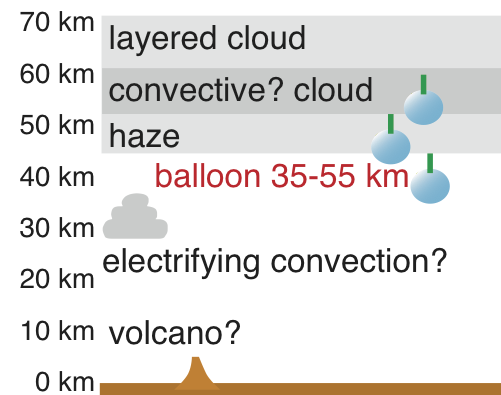 70 km
layered cloud
60 km
convective? cloud
50 km
haze
40 km
balloon 35-55 km
30 km
electrifying convection?
20 km
10 km
volcano?
0 km